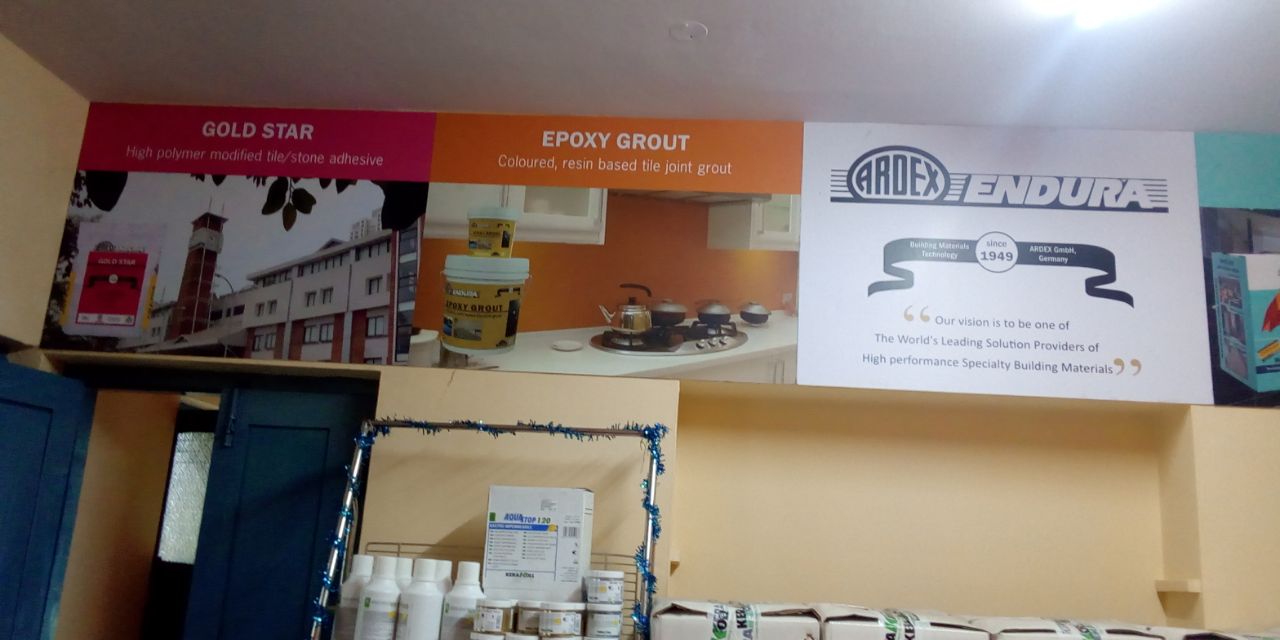 GOLD STAR
High polymer modified tile/stone adhesive
GOLD STAR
EPOXY GROUT
Coloured, resin based tile joint grout
ENDURA
EPOXY GROUT
ARDEX ENDURA
Building Materials Technology
since 1949
ARDEX GmbH, Germany
“ Our vision is to be one of
The World's Leading Solution Providers of
High performance Specialty Building Materials ”
AQUASTOP 120
KERAKOLL